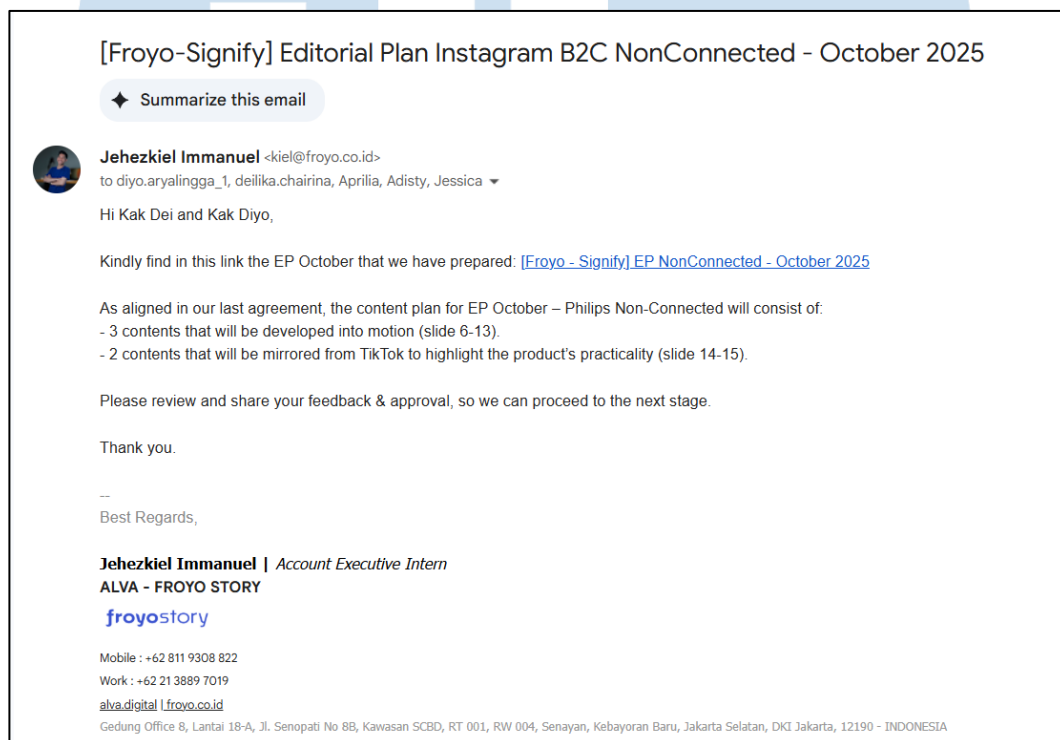 [Froyo-Signify] Editorial Plan Instagram B2C NonConnected - October 2025
Summarize this email
Jehezkiel Immanuel <kiel@froyo.co.id>
to diyo.aryalingga_1, deilika.chairina, Aprilia, Adisty, Jessica
Hi Kak Dei and Kak Diyo,
Kindly find in this link the EP October that we have prepared: [Froyo - Signify] EP NonConnected - October 2025
As aligned in our last agreement, the content plan for EP October – Philips Non-Connected will consist of:
- 3 contents that will be developed into motion (slide 6-13).
- 2 contents that will be mirrored from TikTok to highlight the product's practicality (slide 14-15).
Please review and share your feedback & approval, so we can proceed to the next stage.
Thank you.
--
Best Regards,
Jehezkiel Immanuel | Account Executive Intern
ALVA - FROYO STORY
froyostory
Mobile : +62 811 9308 822
Work : +62 21 3889 7019
alva.digital | froyo.co.id
Gedung Office 8, Lantai 18-A, Jl. Senopati No 8B, Kawasan SCBD, RT 001, RW 004, Senayan, Kebayoran Baru, Jakarta Selatan, DKI Jakarta, 12190 - INDONESIA